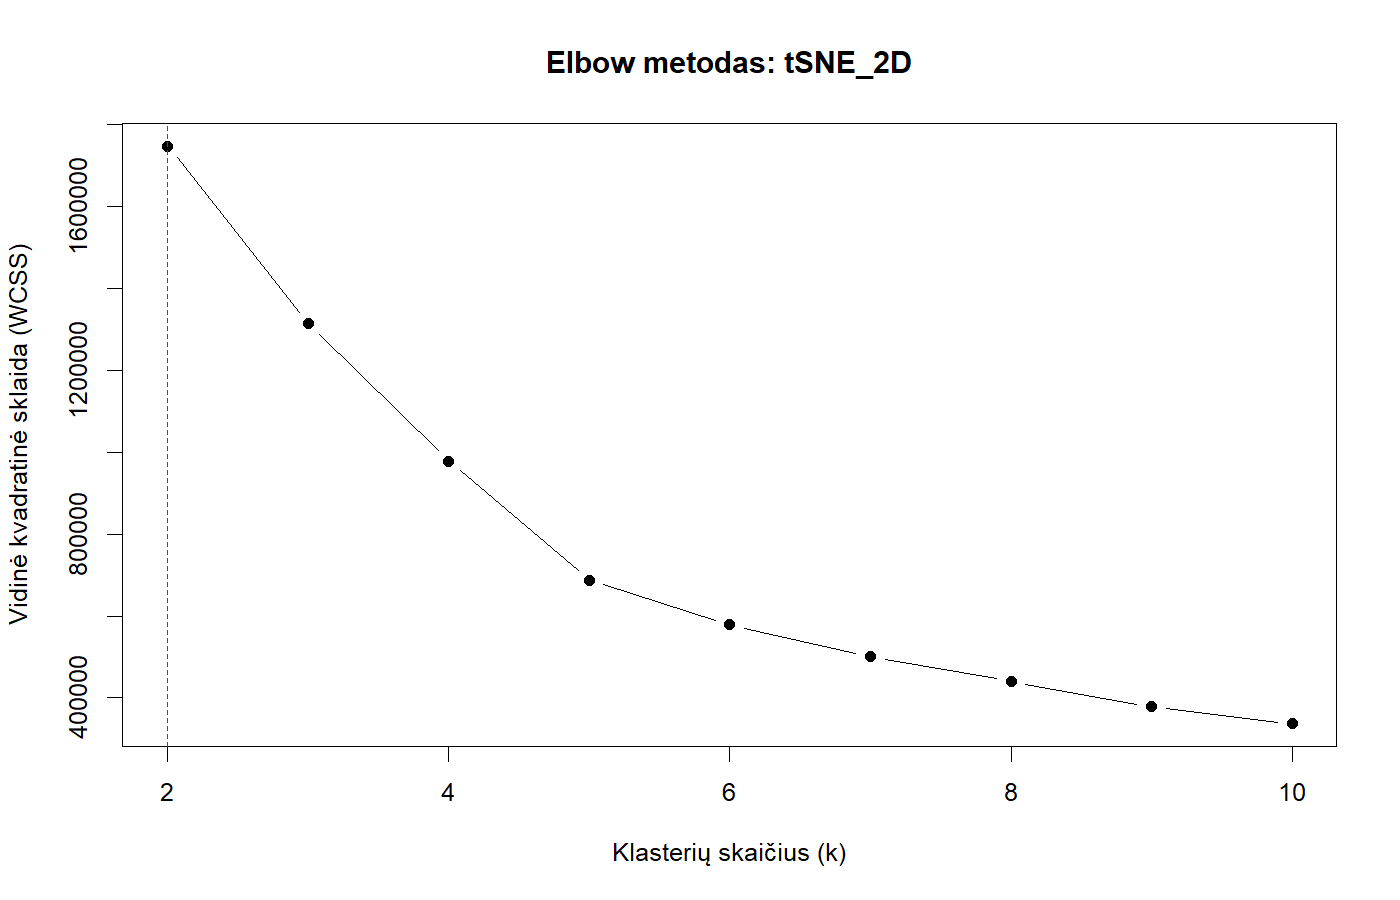 Elbow metodas: tSNE_2D
Vidinė kvadratinė sklaida (WCSS)
1600000
1200000
800000
400000
2 4 6 8 10
Klasterių skaičius (k)